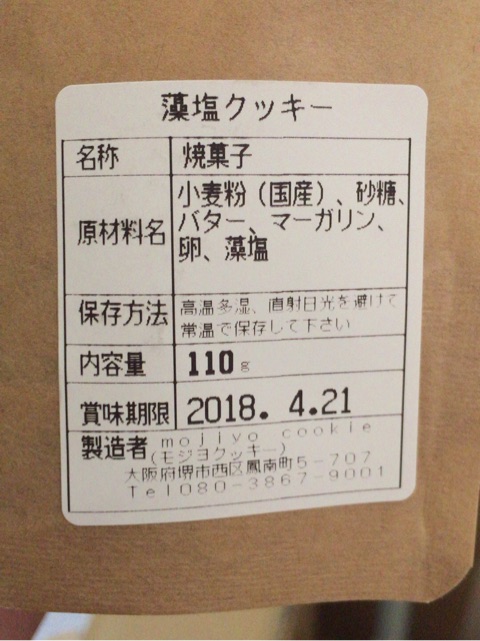 藻塩クッキー
名称 焼菓子
原材料名 小麦粉（国産）、砂糖、
バター、マーガリン、
卵、藻塩
保存方法 高温多湿、直射日光を避けて
常温で保存して下さい
内容量 110g
賞味期限 2018. 4.21
製造者 mojiyo cookie
(モジヨクッキー)
大阪府堺市西区鳳南町5-707
Tel080-3867-9001